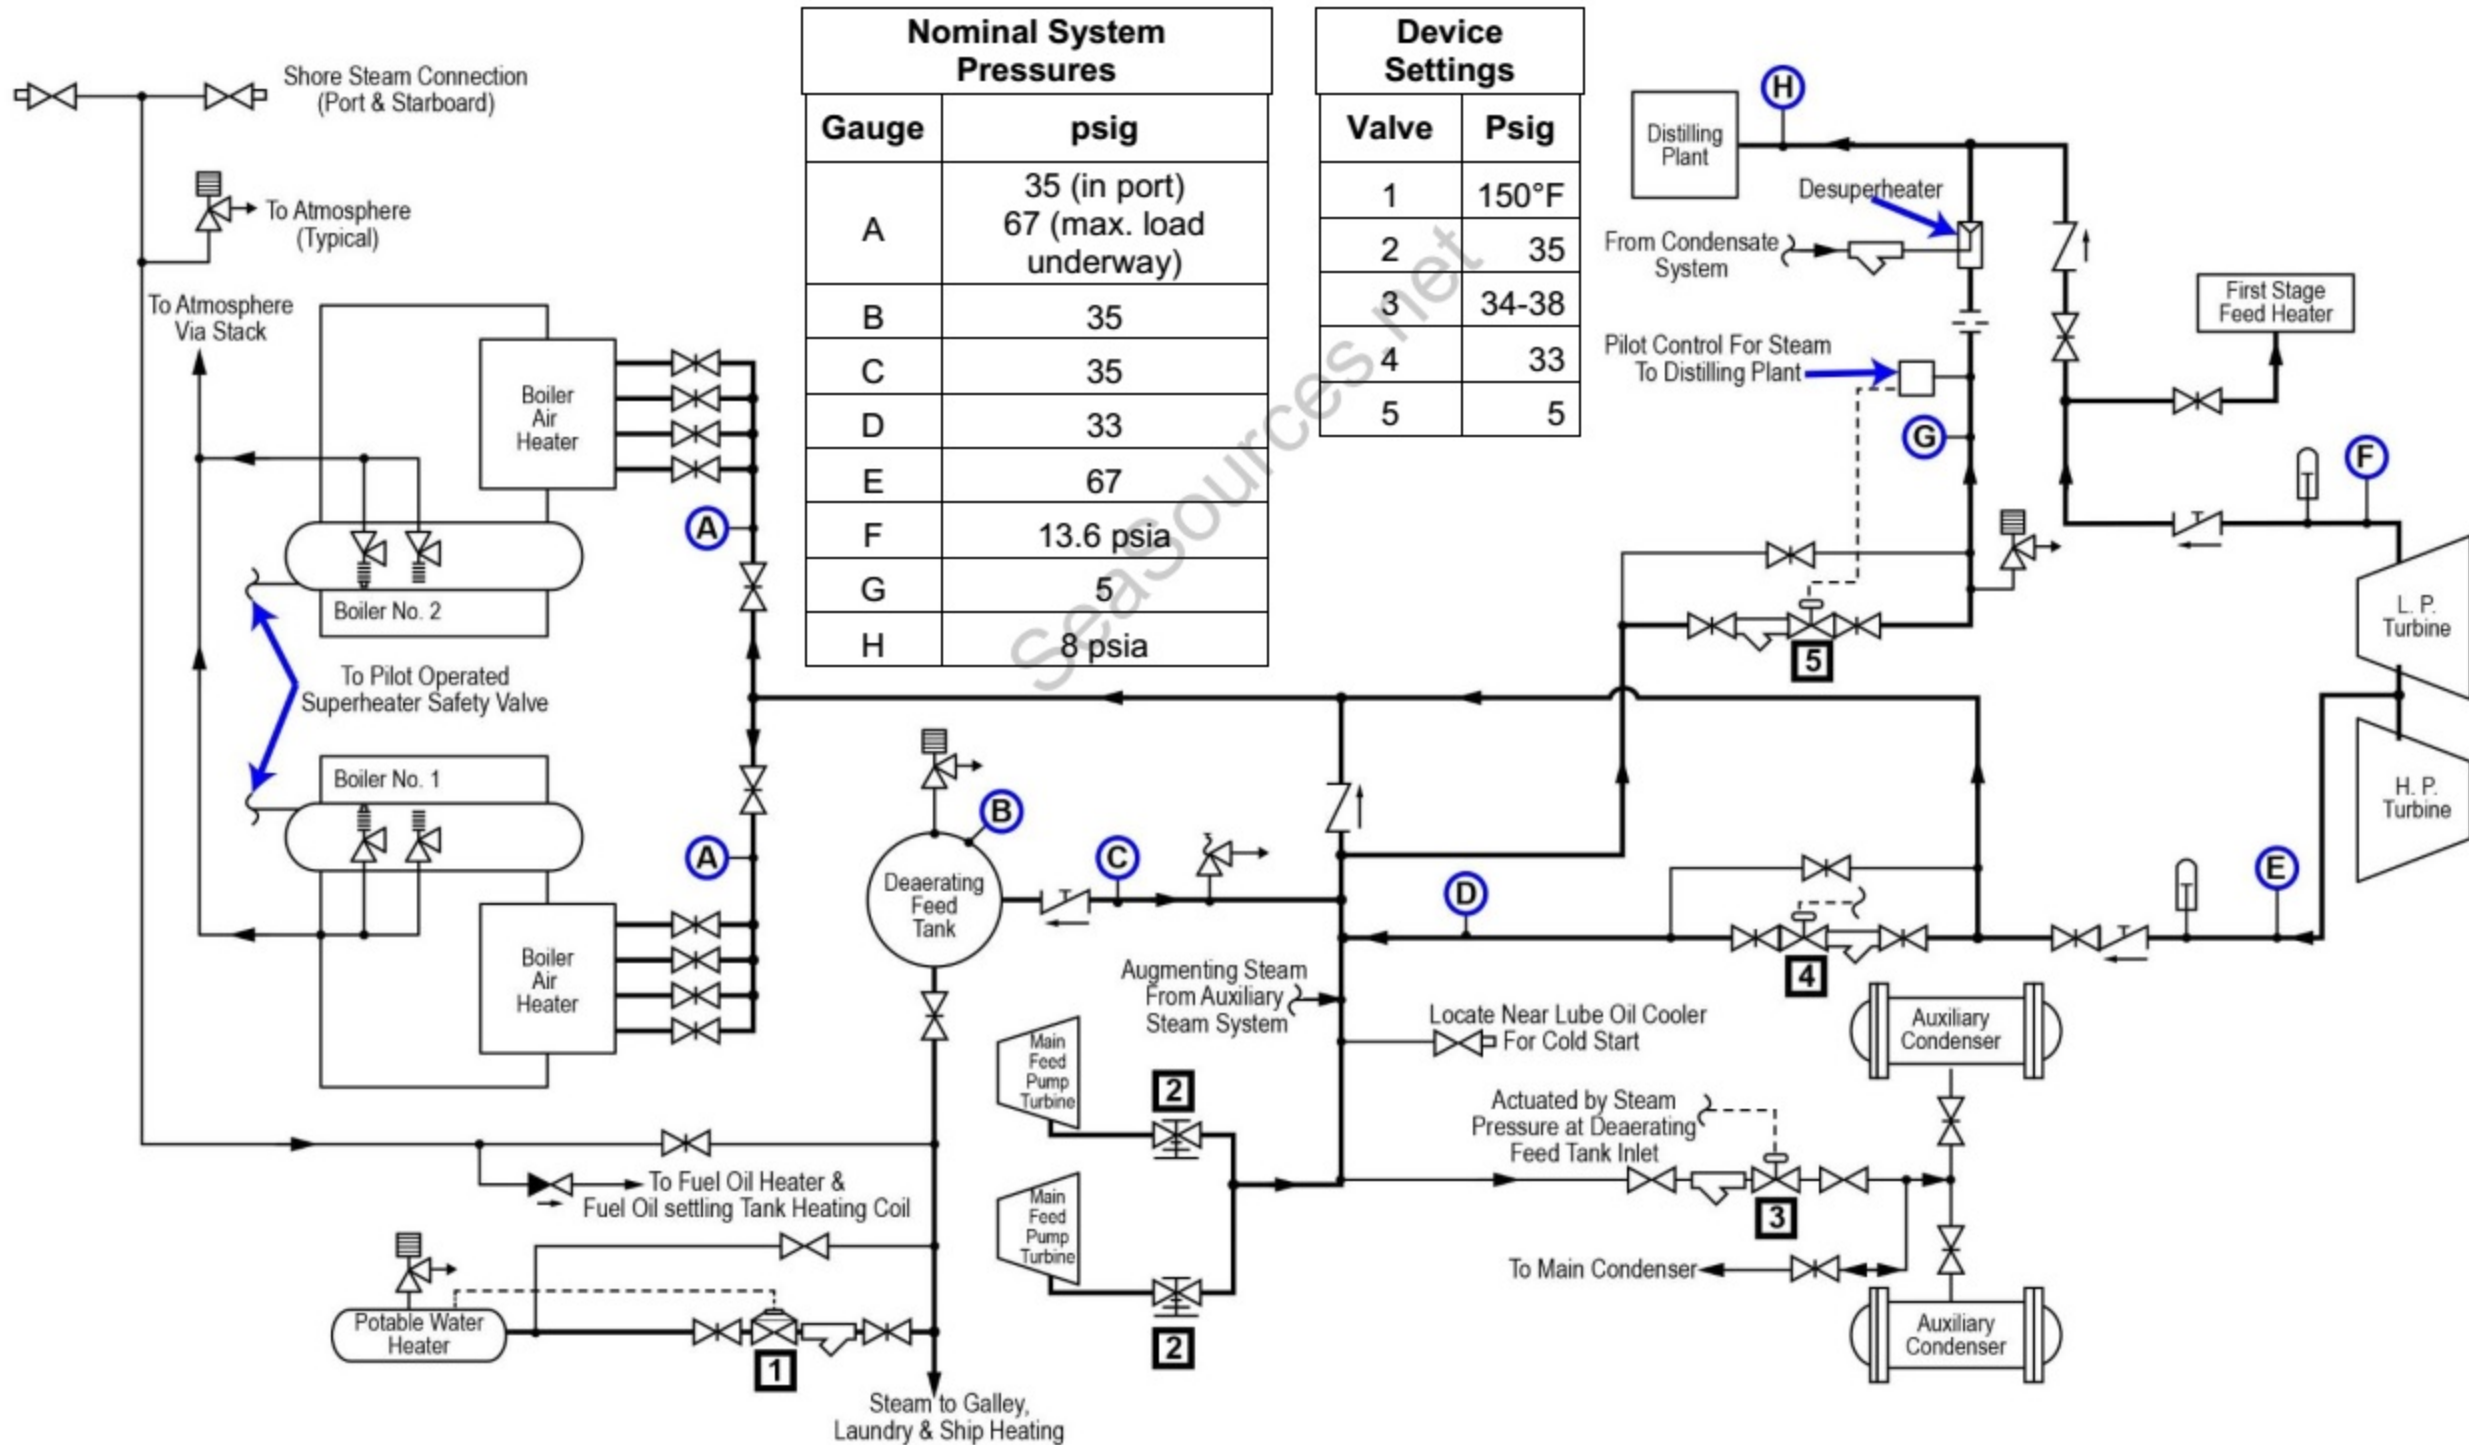 Nominal System
Pressures
Gauge psig
A 35 (in port)
67 (max. load
underway)
B 35
C 35
D 33
E 67
F 13.6 psia
G 5
H 8 psia
Device
Settings
Valve Psig
1 150°F
2 35
3 34-38
4 33
5 5
SeaSources.net
Shore Steam Connection
(Port & Starboard)
To Atmosphere
(Typical)
To Atmosphere
Via Stack
Boiler
Air
Heater
A
Boiler No. 2
To Pilot Operated
Superheater Safety Valve
Boiler No. 1
A
Boiler
Air
Heater
H
Distilling
Plant
Desuperheater
From Condensate
System
Pilot Control For Steam
To Distilling Plant
G
First Stage
Feed Heater
F
5
L. P.
Turbine
H. P.
Turbine
B
C
Deaerating
Feed
Tank
D
E
4
Augmenting Steam
From Auxiliary
Steam System
Locate Near Lube Oil Cooler
For Cold Start
Auxiliary
Condenser
Main
Feed
Pump
Turbine
2
Actuated by Steam
Pressure at Deaerating
Feed Tank Inlet
3
Main
Feed
Pump
Turbine
2
To Main Condenser
Auxiliary
Condenser
To Fuel Oil Heater &
Fuel Oil settling Tank Heating Coil
Potable Water
Heater
1
Steam to Galley,
Laundry & Ship Heating